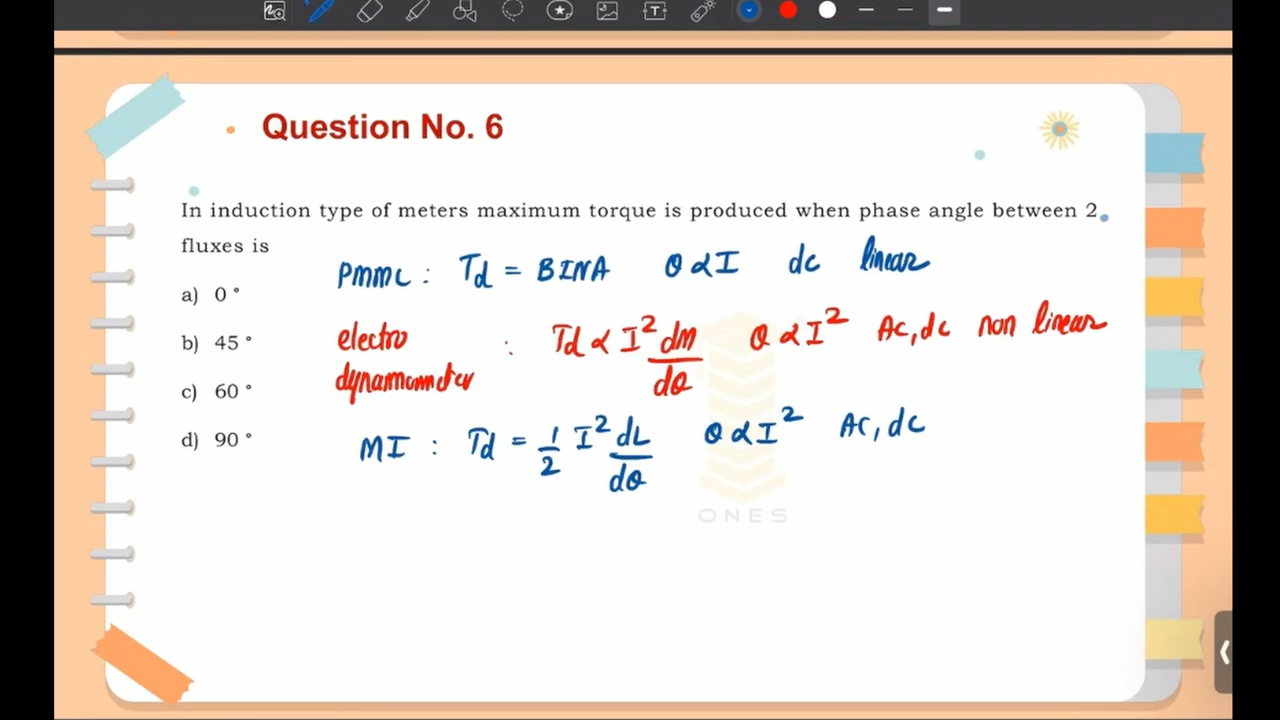 Question No. 6
In induction type of meters maximum torque is produced when phase angle between 2
fluxes is
PMMC : Td = BINA θ ∝ I dc linear
a) 0 °
electro dynamometer : Td ∝ I² dM/dθ θ ∝ I² AC, dc non linear
b) 45 °
c) 60 °
MI : Td = 1/2 I² dL/dθ θ ∝ I² AC, dc
d) 90 °
ONES